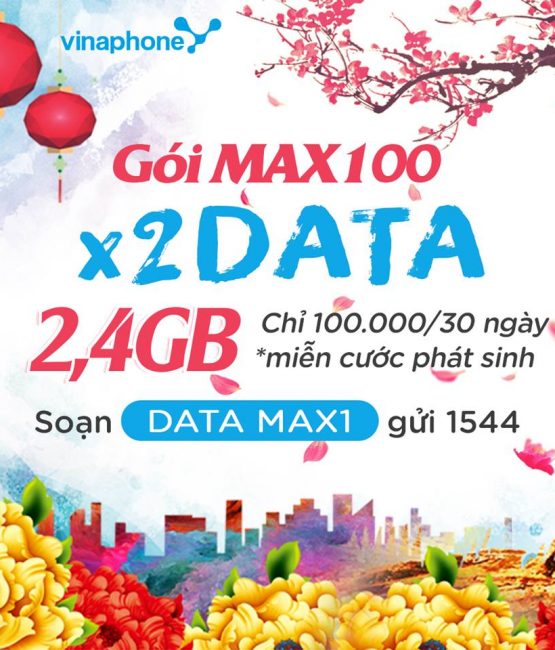 vinaphone
Gói MAX100
x2DATA
2,4GB
Chỉ 100.000/30 ngày
*miễn cước phát sinh
Soạn DATA MAX1 gửi 1544